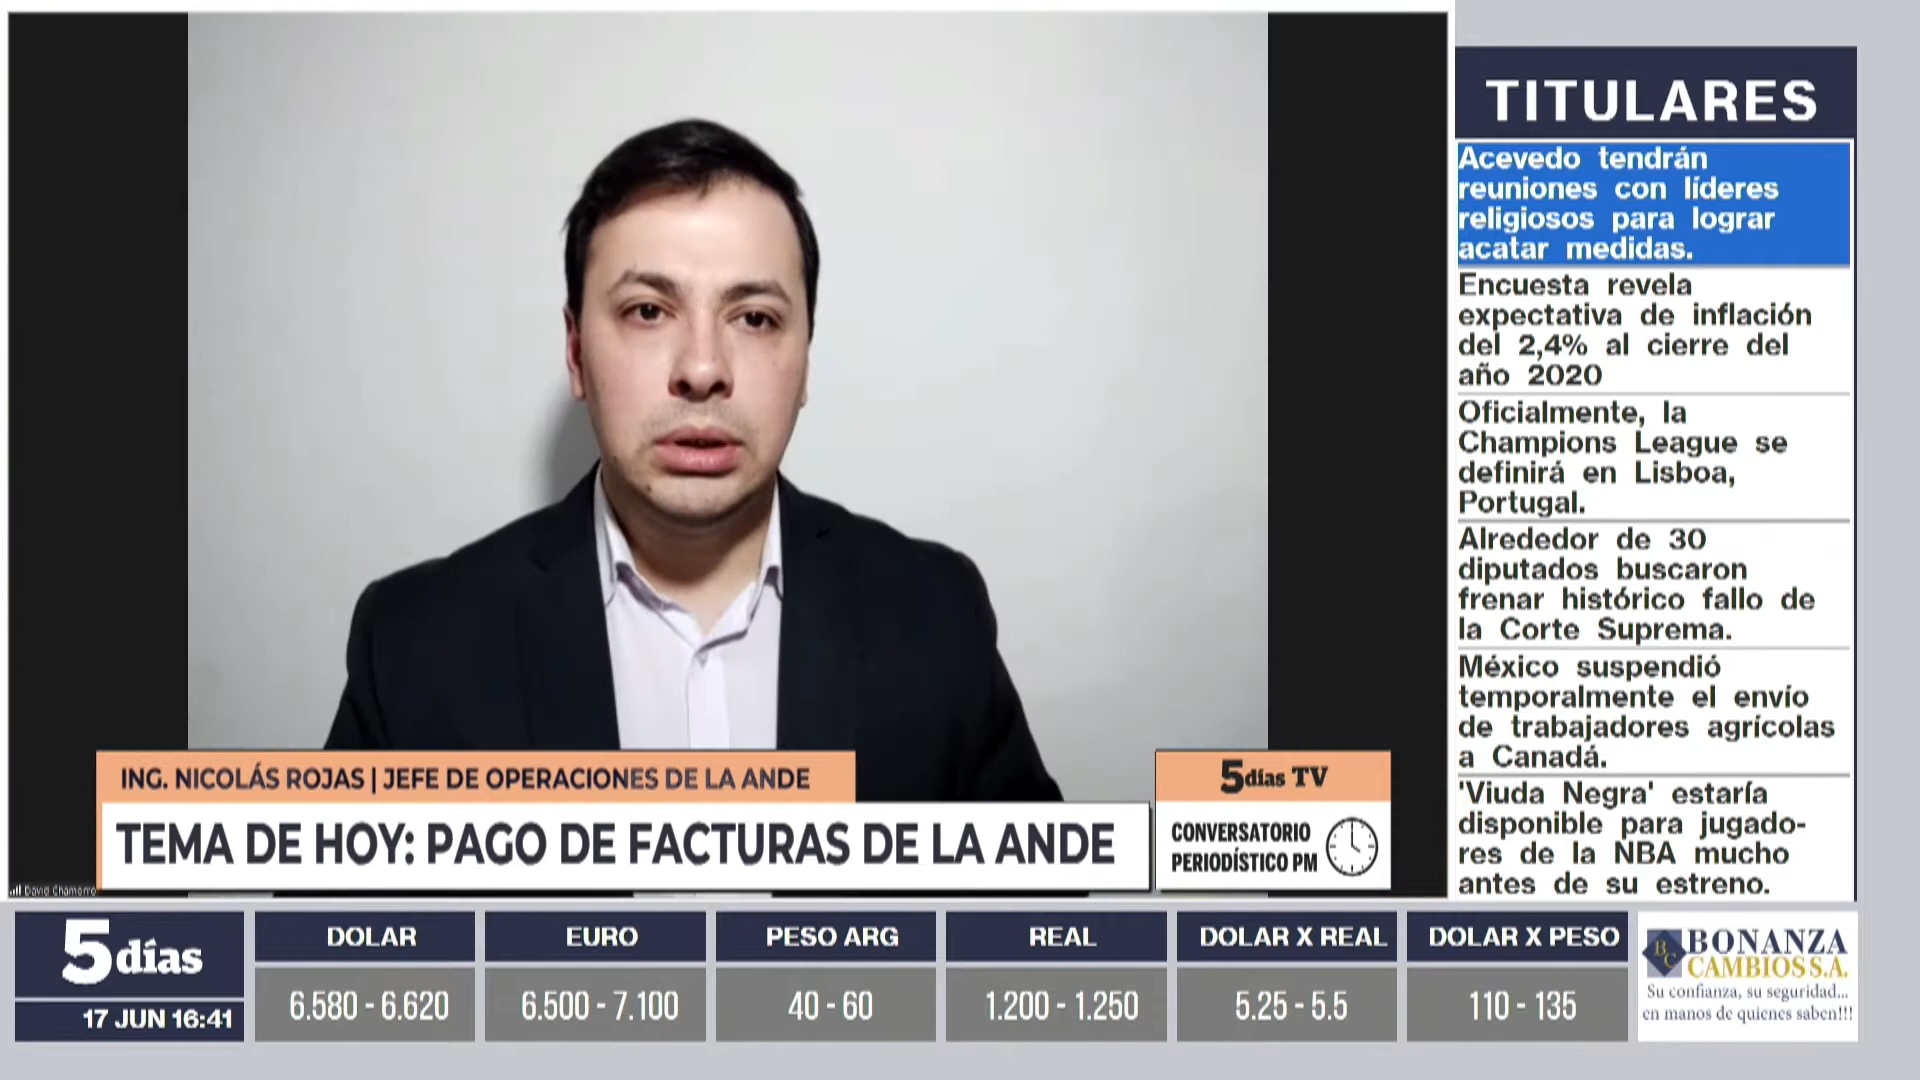 TITULARES
Acevedo tendrán
reuniones con líderes
religiosos para lograr
acatar medidas.
Encuesta revela
expectativa de inflación
del 2,4% al cierre del
año 2020
Oficialmente, la
Champions League se
definirá en Lisboa,
Portugal.
Alrededor de 30
diputados buscaron
frenar histórico fallo de
la Corte Suprema.
México suspendió
temporalmente el envío
de trabajadores agrícolas
a Canadá.
'Viuda Negra' estaría
disponible para jugado-
res de la NBA mucho
antes de su estreno.
ING. NICOLÁS ROJAS | JEFE DE OPERACIONES DE LA ANDE
TEMA DE HOY: PAGO DE FACTURAS DE LA ANDE
5días TV
CONVERSATORIO
PERIODÍSTICO PM
David Chamorro
5días
17 JUN 16:41
DOLAR
6.580 - 6.620
EURO
6.500 - 7.100
PESO ARG
40 - 60
REAL
1.200 - 1.250
DOLAR X REAL
5.25 - 5.5
DOLAR X PESO
110 - 135
BC
BONANZA
CAMBIOS S.A.
Su confianza, su seguridad...
en manos de quienes saben!!!